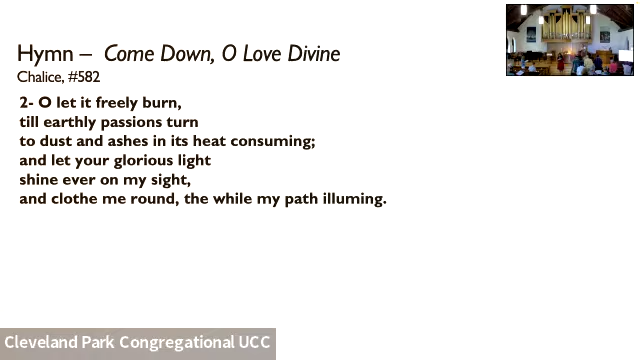 Hymn – Come Down, O Love Divine
Chalice, #582
2- O let it freely burn,
till earthly passions turn
to dust and ashes in its heat consuming;
and let your glorious light
shine ever on my sight,
and clothe me round, the while my path illuming.
Cleveland Park Congregational UCC